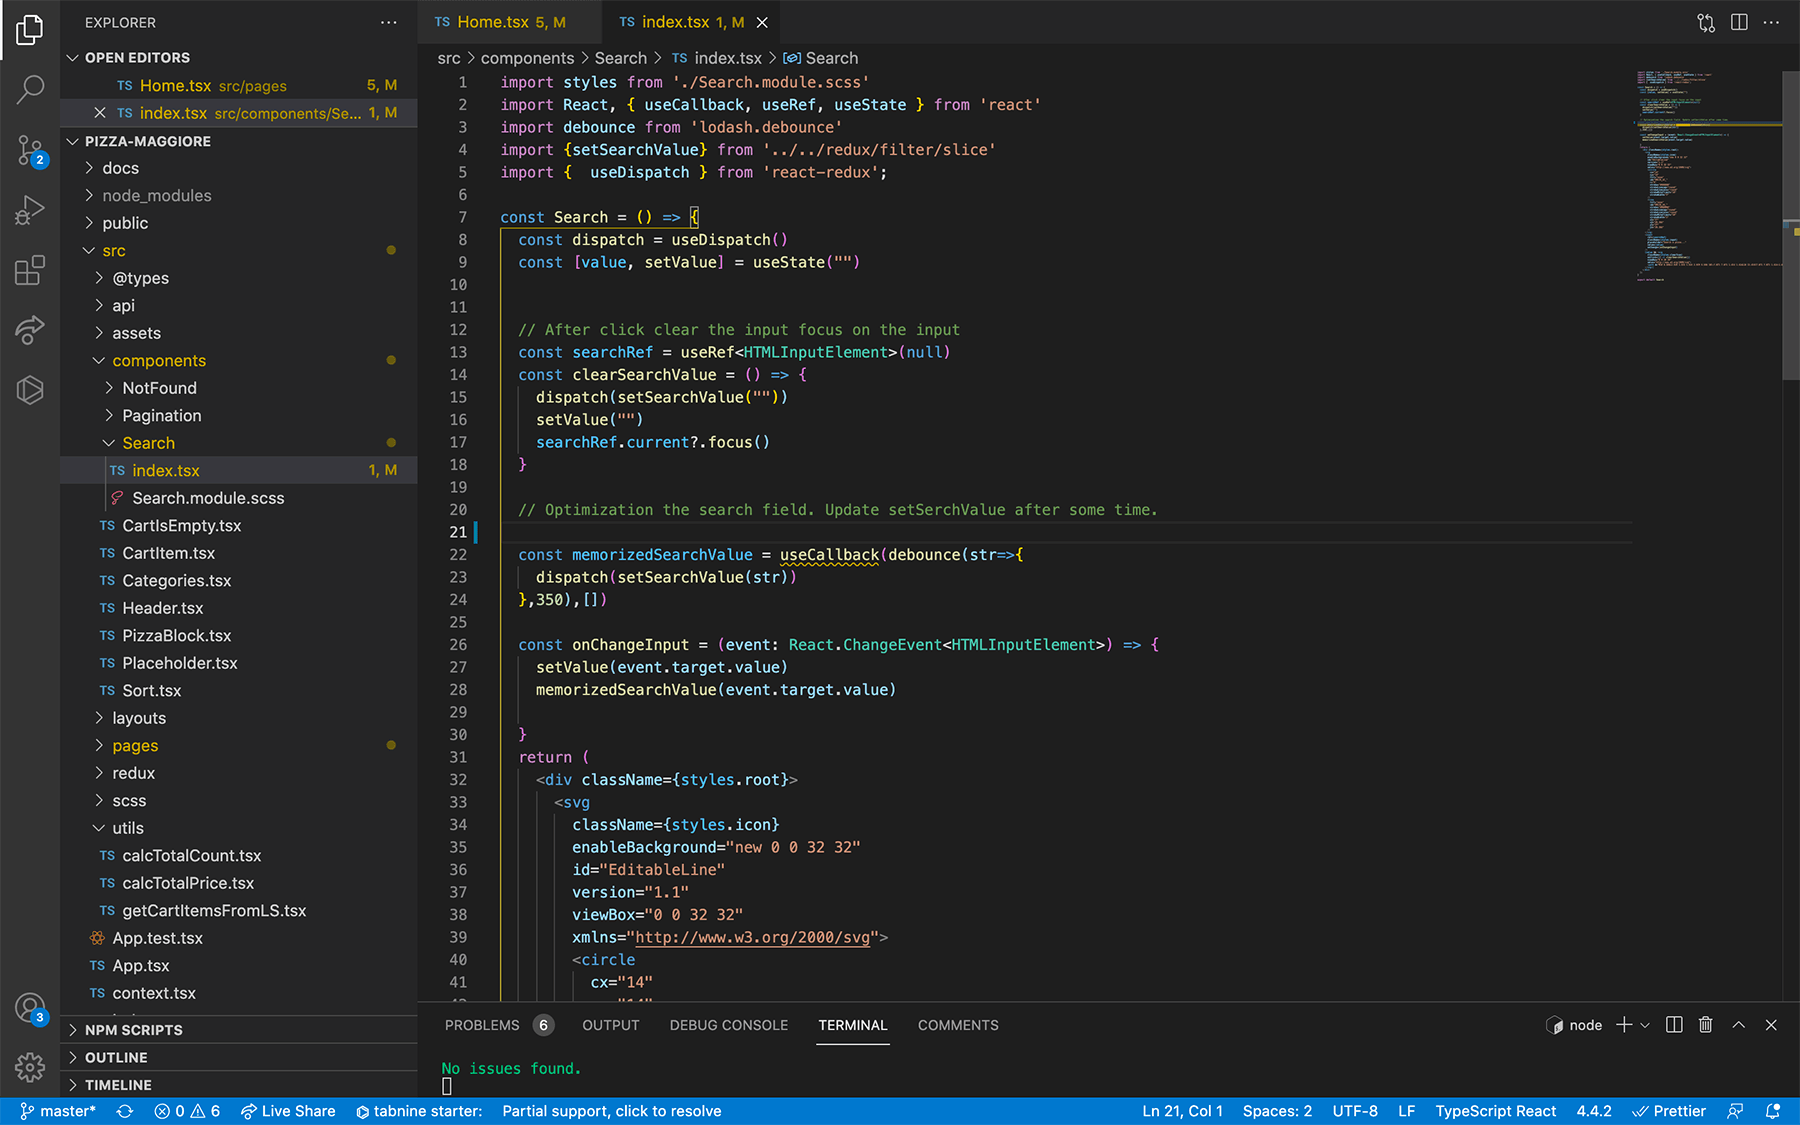 EXPLORER
OPEN EDITORS
TS Home.tsx src/pages 5, M
TS index.tsx src/components/Se... 1, M
PIZZA-MAGGIORE
docs
node_modules
public
src
@types
api
assets
components
NotFound
Pagination
Search
TS index.tsx 1, M
Search.module.scss
TS CartIsEmpty.tsx
TS CartItem.tsx
TS Categories.tsx
TS Header.tsx
TS PizzaBlock.tsx
TS Placeholder.tsx
TS Sort.tsx
layouts
pages
redux
scss
utils
TS calcTotalCount.tsx
TS calcTotalPrice.tsx
TS getCartItemsFromLS.tsx
App.test.tsx
TS App.tsx
TS context.tsx
NPM SCRIPTS
OUTLINE
TIMELINE
2
3
TS Home.tsx 5, M TS index.tsx 1, M
src components Search TS index.tsx Search
1 import styles from './Search.module.scss'
2 import React, { useCallback, useRef, useState } from 'react'
3 import debounce from 'lodash.debounce'
4 import {setSearchValue} from '../../redux/filter/slice'
5 import {  useDispatch } from 'react-redux';
6
7 const Search = () => {
8 const dispatch = useDispatch()
9 const [value, setValue] = useState("")
10
11
12 // After click clear the input focus on the input
13 const searchRef = useRef<HTMLInputElement>(null)
14 const clearSearchValue = () => {
15 dispatch(setSearchValue(""))
16 setValue("")
17 searchRef.current?.focus()
18 }
19
20 // Optimization the search field. Update setSerchValue after some time.
21
22 const memorizedSearchValue = useCallback(debounce(str=>{
23 dispatch(setSearchValue(str))
24 },350),[])
25
26 const onChangeInput = (event: React.ChangeEvent<HTMLInputElement>) => {
27 setValue(event.target.value)
28 memorizedSearchValue(event.target.value)
29
30 }
31 return (
32 <div className={styles.root}>
33 <svg
34 className={styles.icon}
35 enableBackground="new 0 0 32 32"
36 id="EditableLine"
37 version="1.1"
38 viewBox="0 0 32 32"
39 xmlns="http://www.w3.org/2000/svg">
40 <circle
41 cx="14"
PROBLEMS 6 OUTPUT DEBUG CONSOLE TERMINAL COMMENTS node
No issues found.
master* 0 6 Live Share tabnine starter: Partial support, click to resolve Ln 21, Col 1 Spaces: 2 UTF-8 LF TypeScript React 4.4.2 Prettier